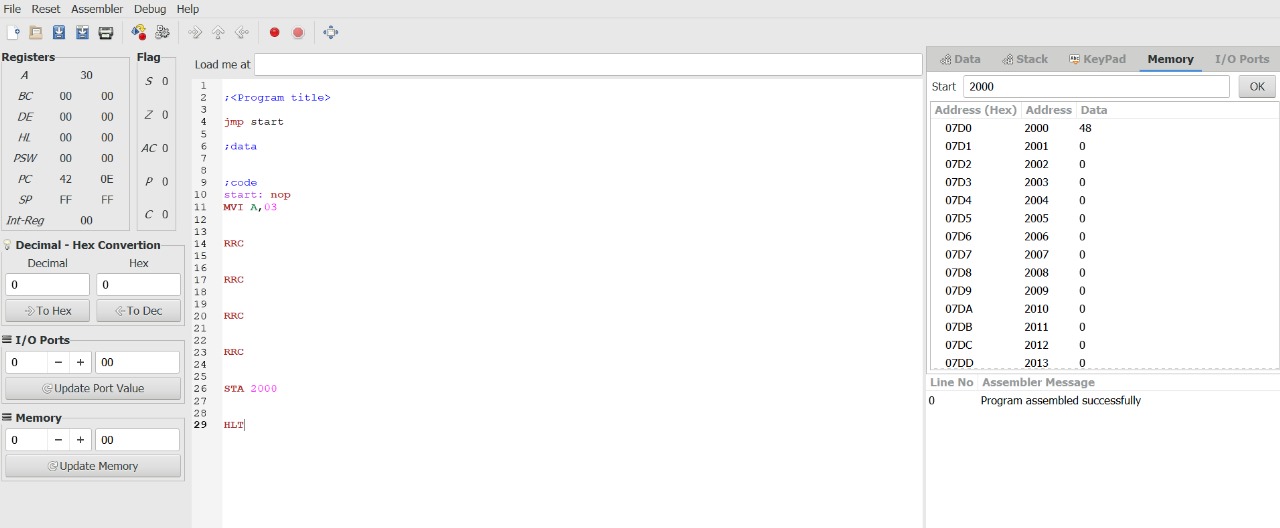 File Reset Assembler Debug Help
Registers
A 30
BC 00 00
DE 00 00
HL 00 00
PSW 00 00
PC 42 0E
SP FF FF
Int-Reg 00
Flag
S 0
Z 0
AC 0
P 0
C 0
Decimal - Hex Convertion
Decimal Hex
0 0
To Hex To Dec
I/O Ports
0 - + 00
Update Port Value
Memory
0 - + 00
Update Memory
Load me at
1
2 ;<Program title>
3
4 jmp start
5
6 ;data
7
8
9 ;code
10 start: nop
11 MVI A,03
12
13
14 RRC
15
16
17 RRC
18
19
20 RRC
21
22
23 RRC
24
25
26 STA 2000
27
28
29 HLT
Data Stack KeyPad Memory I/O Ports
Start 2000 OK
Address (Hex) Address Data
07D0 2000 48
07D1 2001 0
07D2 2002 0
07D3 2003 0
07D4 2004 0
07D5 2005 0
07D6 2006 0
07D7 2007 0
07D8 2008 0
07D9 2009 0
07DA 2010 0
07DB 2011 0
07DC 2012 0
07DD 2013 0
Line No Assembler Message
0 Program assembled successfully